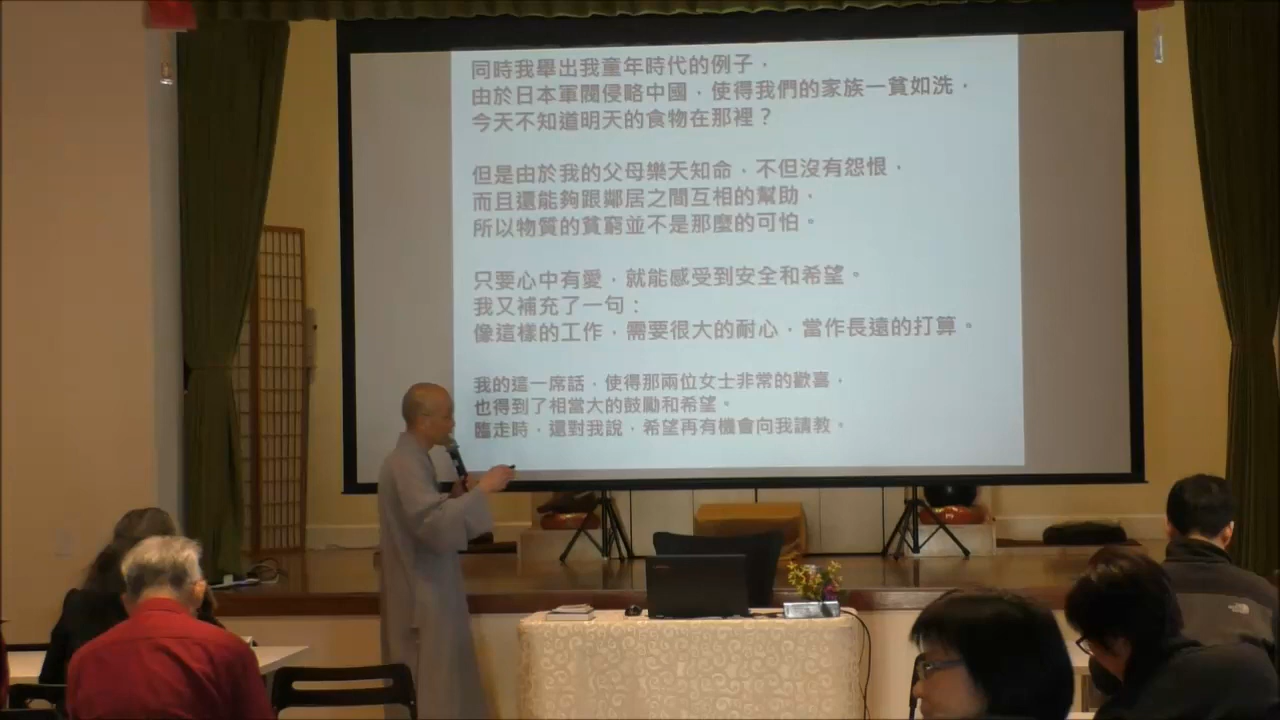 同時我舉出我童年時代的例子，
由於日本軍閥侵略中國，使得我們的家族一貧如洗，
今天不知道明天的食物在那裡？
但是由於我的父母樂天知命，不但沒有怨恨，
而且還能夠跟鄰居之間互相的幫助，
所以物質的貧窮並不是那麼的可怕。
只要心中有愛，就能感受到安全和希望。
我又補充了一句：
像這樣的工作，需要很大的耐心，當作長遠的打算。
我的這一席話，使得那兩位女士非常的歡喜，
也得到了相當大的鼓勵和希望。
臨走時，還對我說，希望再有機會向我請教。